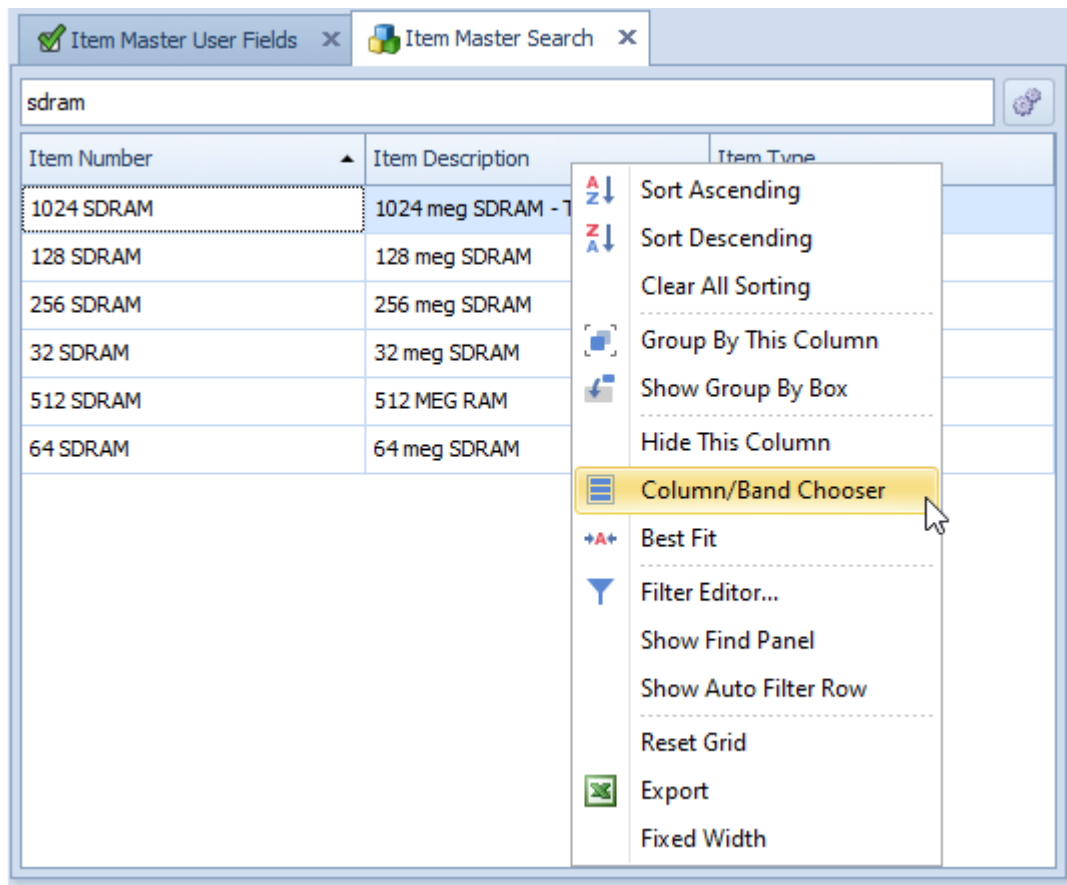 Item Master User Fields
Item Master Search
sdram
Item Number
Item Description
Item Type
1024 SDRAM
1024 meg SDRAM - T
128 SDRAM
128 meg SDRAM
256 SDRAM
256 meg SDRAM
32 SDRAM
32 meg SDRAM
512 SDRAM
512 MEG RAM
64 SDRAM
64 meg SDRAM
Sort Ascending
Sort Descending
Clear All Sorting
Group By This Column
Show Group By Box
Hide This Column
Column/Band Chooser
Best Fit
Filter Editor...
Show Find Panel
Show Auto Filter Row
Reset Grid
Export
Fixed Width